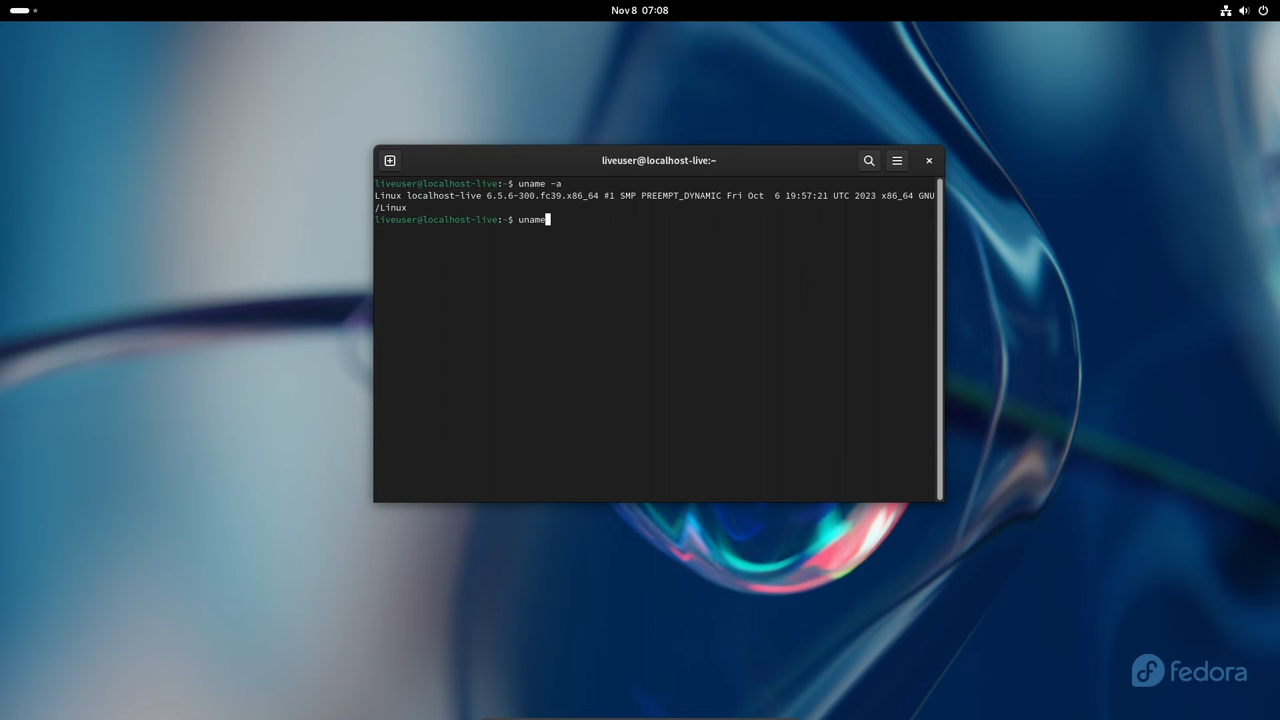 Nov 8 07:08
liveuser@localhost-live:~
liveuser@localhost-live:~$ uname -a
Linux localhost-live 6.5.6-300.fc39.x86_64 #1 SMP PREEMPT_DYNAMIC Fri Oct  6 19:57:21 UTC 2023 x86_64 GNU
/Linux
liveuser@localhost-live:~$ uname
fedora